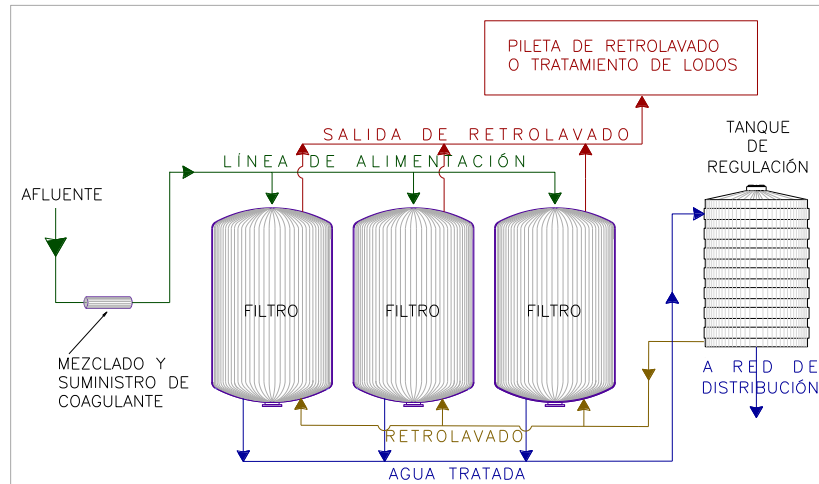 PILETA DE RETROLAVADO
O TRATAMIENTO DE LODOS
SALIDA DE RETROLAVADO
TANQUE
DE
REGULACIÓN
LÍNEA DE ALIMENTACIÓN
AFLUENTE
FILTRO
FILTRO
FILTRO
MEZCLADO Y
SUMINISTRO DE
COAGULANTE
A RED DE
DISTRIBUCIÓN
RETROLAVADO
AGUA TRATADA